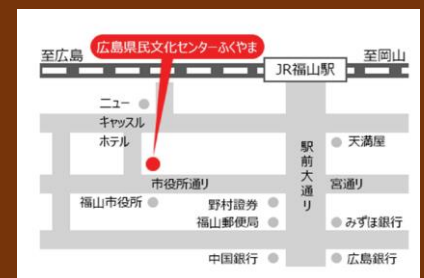 至広島
広島県民文化センターふくやま
JR福山駅
至岡山
ニュー
キャッスル
ホテル
駅前大通り
天満屋
市役所通り
宮通り
福山市役所
野村證券
福山郵便局
みずほ銀行
中国銀行
広島銀行